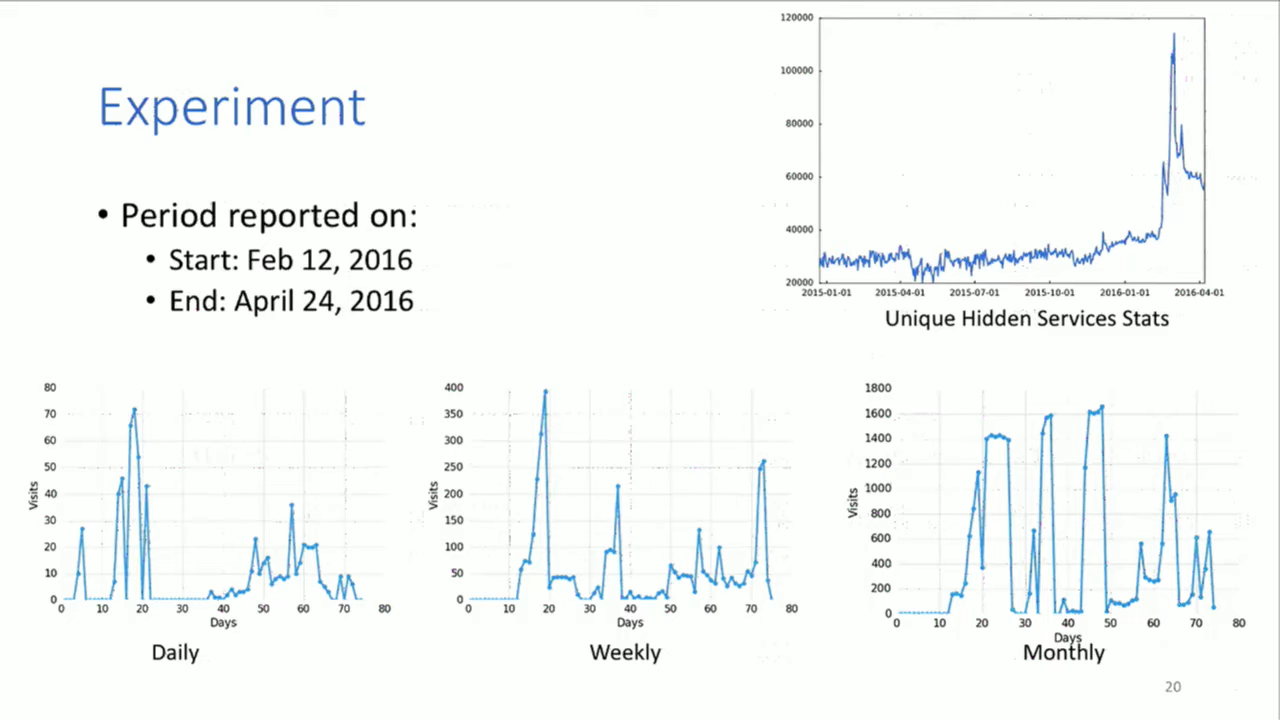 Experiment
• Period reported on:
• Start: Feb 12, 2016
• End: April 24, 2016
120000
100000
80000
60000
40000
20000
2015-01-01 2015-04-01 2015-07-01 2015-10-01 2016-01-01 2016-04-01
Unique Hidden Services Stats
80
70
60
50
40
30
20
10
0
Visits
0 10 20 30 40 50 60 70 80
Days
Daily
400
350
300
250
200
150
100
50
0
Visits
0 10 20 30 40 50 60 70 80
Days
Weekly
1800
1600
1400
1200
1000
800
600
400
200
0
Visits
0 10 20 30 40 50 60 70 80
Days
Monthly
20